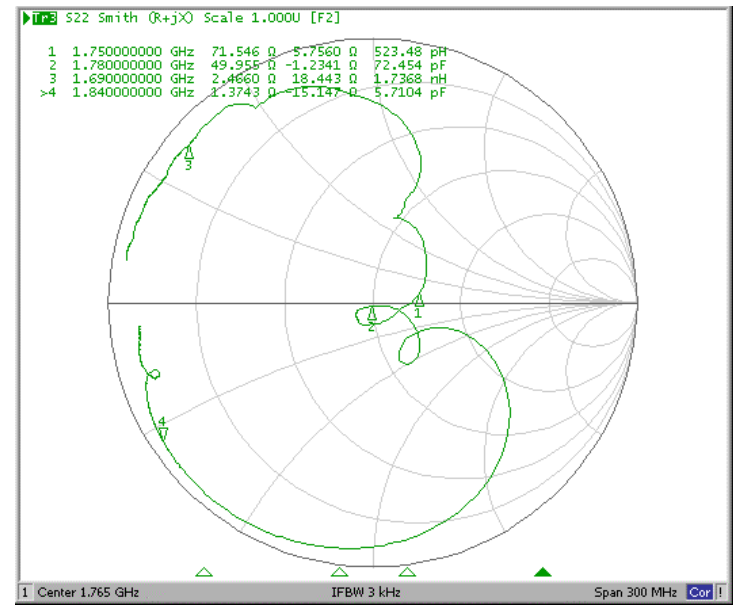 Tr3 S22 Smith (R+jX) Scale 1.000U [F2]
1 1.750000000 GHz 71.546 Ω 5.7560 Ω 523.48 pH
2 1.780000000 GHz 49.955 Ω -1.2341 Ω 72.454 pF
3 1.690000000 GHz 2.4660 Ω 18.443 Ω 1.7368 nH
>4 1.840000000 GHz 1.3743 Ω -15.147 Ω 5.7104 pF
3
1
2
4
1 Center 1.765 GHz IFBW 3 kHz Span 300 MHz Cor !